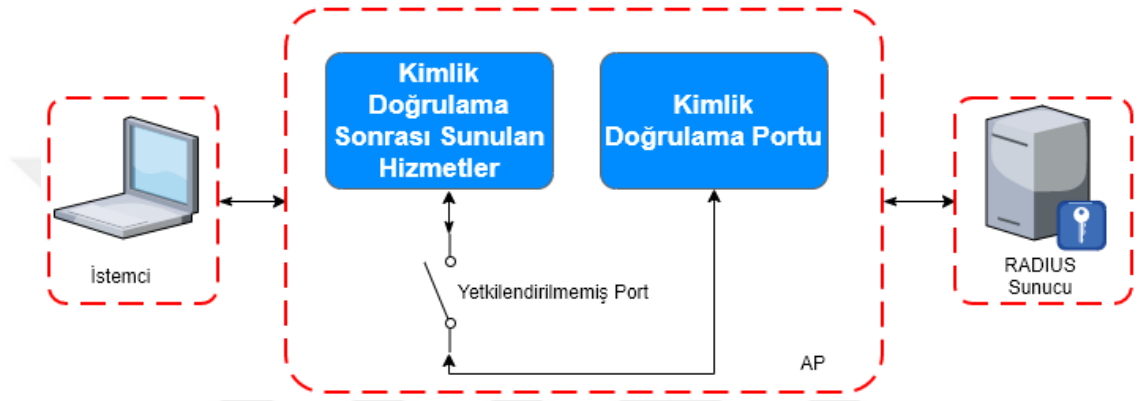 Kimlik
Doğrulama
Sonrası Sunulan
Hizmetler
Kimlik
Doğrulama Portu
İstemci
Yetkilendirilmemiş Port
RADIUS
Sunucu
AP